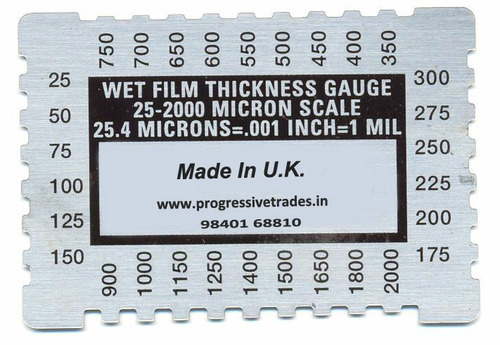 750 700 650 600 550 500 450 400 350
25
50
75
100
125
150
WET FILM THICKNESS GAUGE
25-2000 MICRON SCALE
25.4 MICRONS=.001 INCH=1 MIL
Made In U.K.
www.progressivetrades.in
98401 68810
300
275
250
225
200
175
900 1000 1150 1250 1400 1500 1650 1800 2000